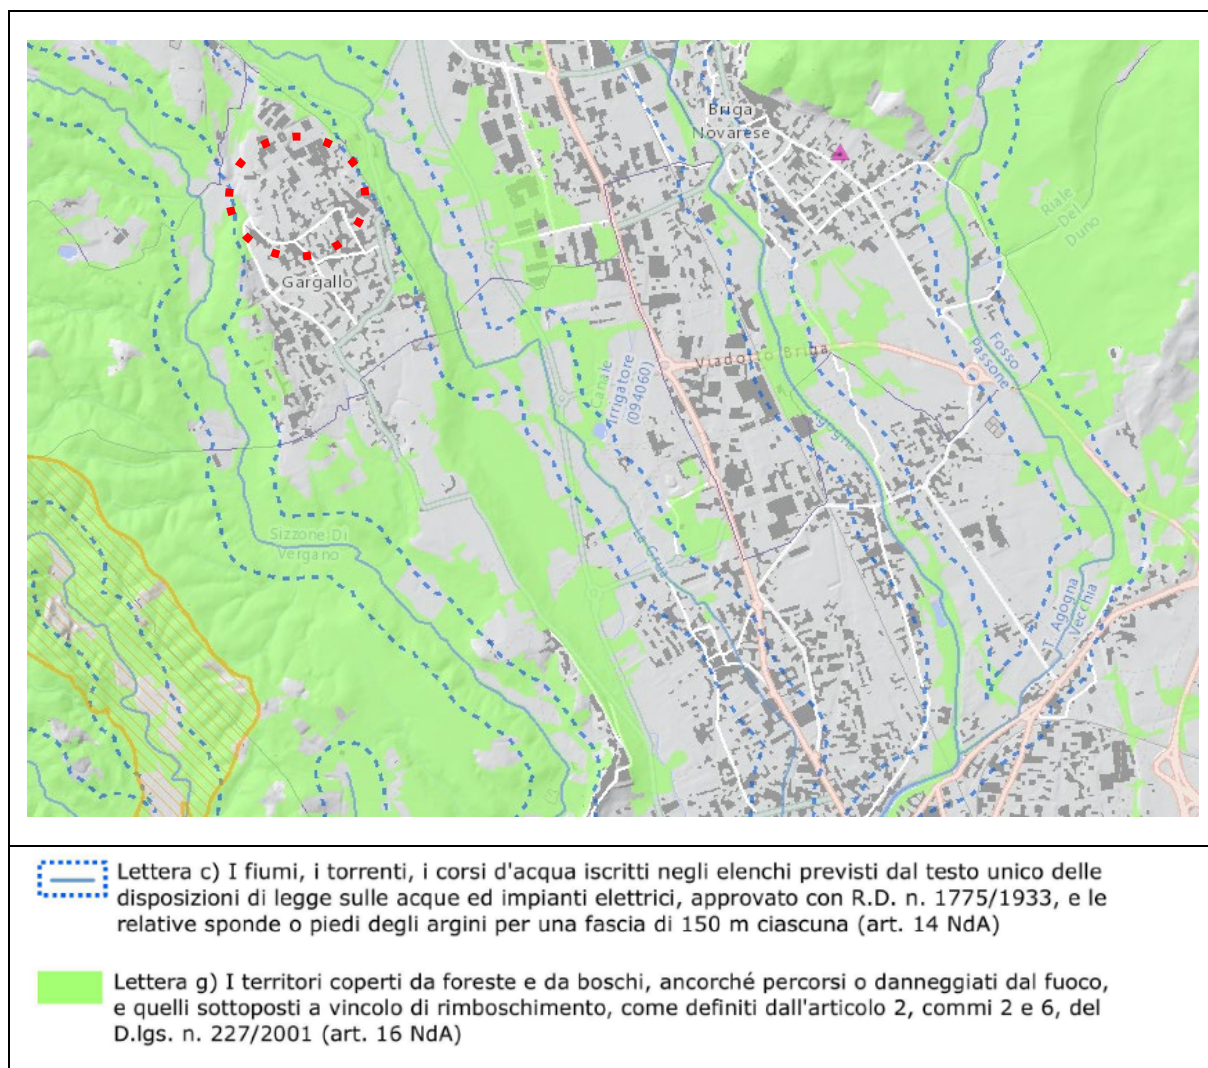 Briga
Novarese
Riale
Del
Duno
Gargallo
Fosso
Passone
Canale
Irrigatore
(094060)
Viadotto Briga
Agogna
Sizzone Di
Vergano
La Grua
T. Agogna
Vecchia
Lettera c) I fiumi, i torrenti, i corsi d'acqua iscritti negli elenchi previsti dal testo unico delle
disposizioni di legge sulle acque ed impianti elettrici, approvato con R.D. n. 1775/1933, e le
relative sponde o piedi degli argini per una fascia di 150 m ciascuna (art. 14 NdA)
Lettera g) I territori coperti da foreste e da boschi, ancorché percorsi o danneggiati dal fuoco,
e quelli sottoposti a vincolo di rimboschimento, come definiti dall'articolo 2, commi 2 e 6, del
D.lgs. n. 227/2001 (art. 16 NdA)